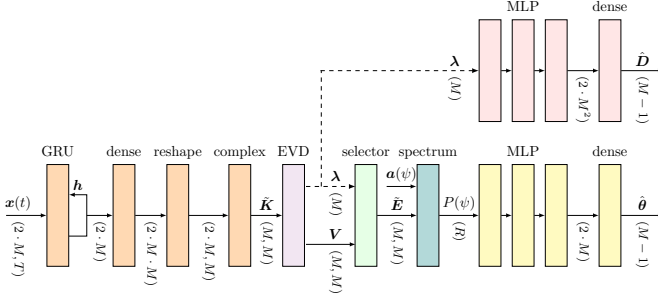 MLP
dense
λ
D̂
(M)
(2 · M²)
(M − 1)
GRU
dense
reshape
complex
EVD
selector
spectrum
MLP
dense
h
x(t)
K̃
λ
a(ψ)
Ẽ
P(ψ)
θ̂
V
(2 · M, T)
(2 · M)
(2 · M · M)
(2 · M, M)
(M, M)
(M)
(M, M)
(M, M)
(R)
(2 · M)
(M − 1)